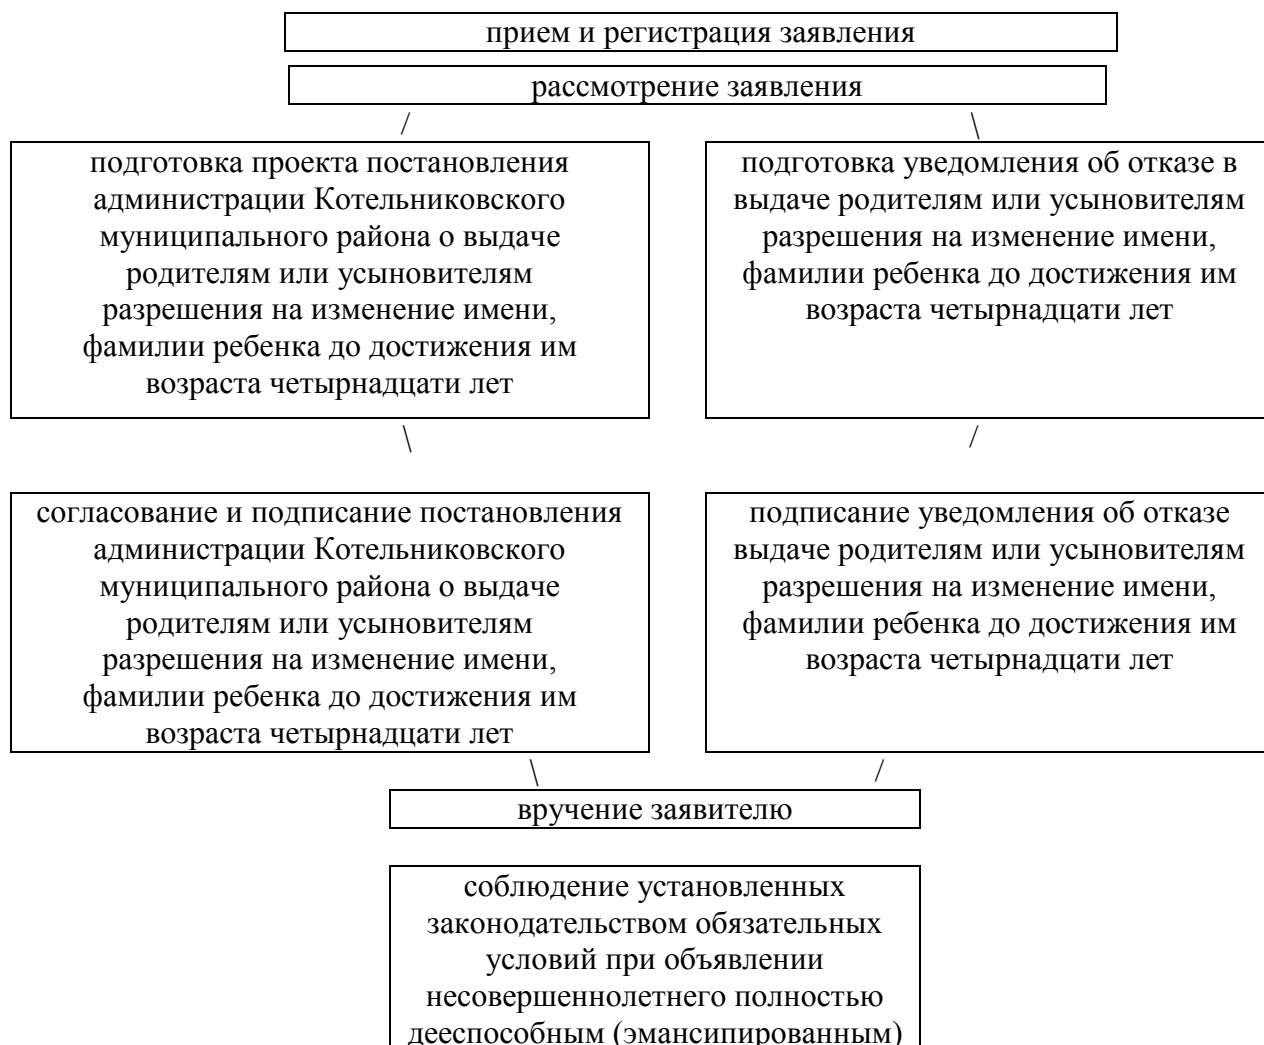 прием и регистрация заявления
рассмотрение заявления
подготовка проекта постановления
администрации Котельниковского
муниципального района о выдаче
родителям или усыновителям
разрешения на изменение имени,
фамилии ребенка до достижения им
возраста четырнадцати лет
подготовка уведомления об отказе в
выдаче родителям или усыновителям
разрешения на изменение имени,
фамилии ребенка до достижения им
возраста четырнадцати лет
согласование и подписание постановления
администрации Котельниковского
муниципального района о выдаче
родителям или усыновителям
разрешения на изменение имени,
фамилии ребенка до достижения им
возраста четырнадцати лет
подписание уведомления об отказе
выдаче родителям или усыновителям
разрешения на изменение имени,
фамилии ребенка до достижения им
возраста четырнадцати лет
вручение заявителю
соблюдение установленных
законодательством обязательных
условий при объявлении
несовершеннолетнего полностью
дееспособным (эмансипированным)